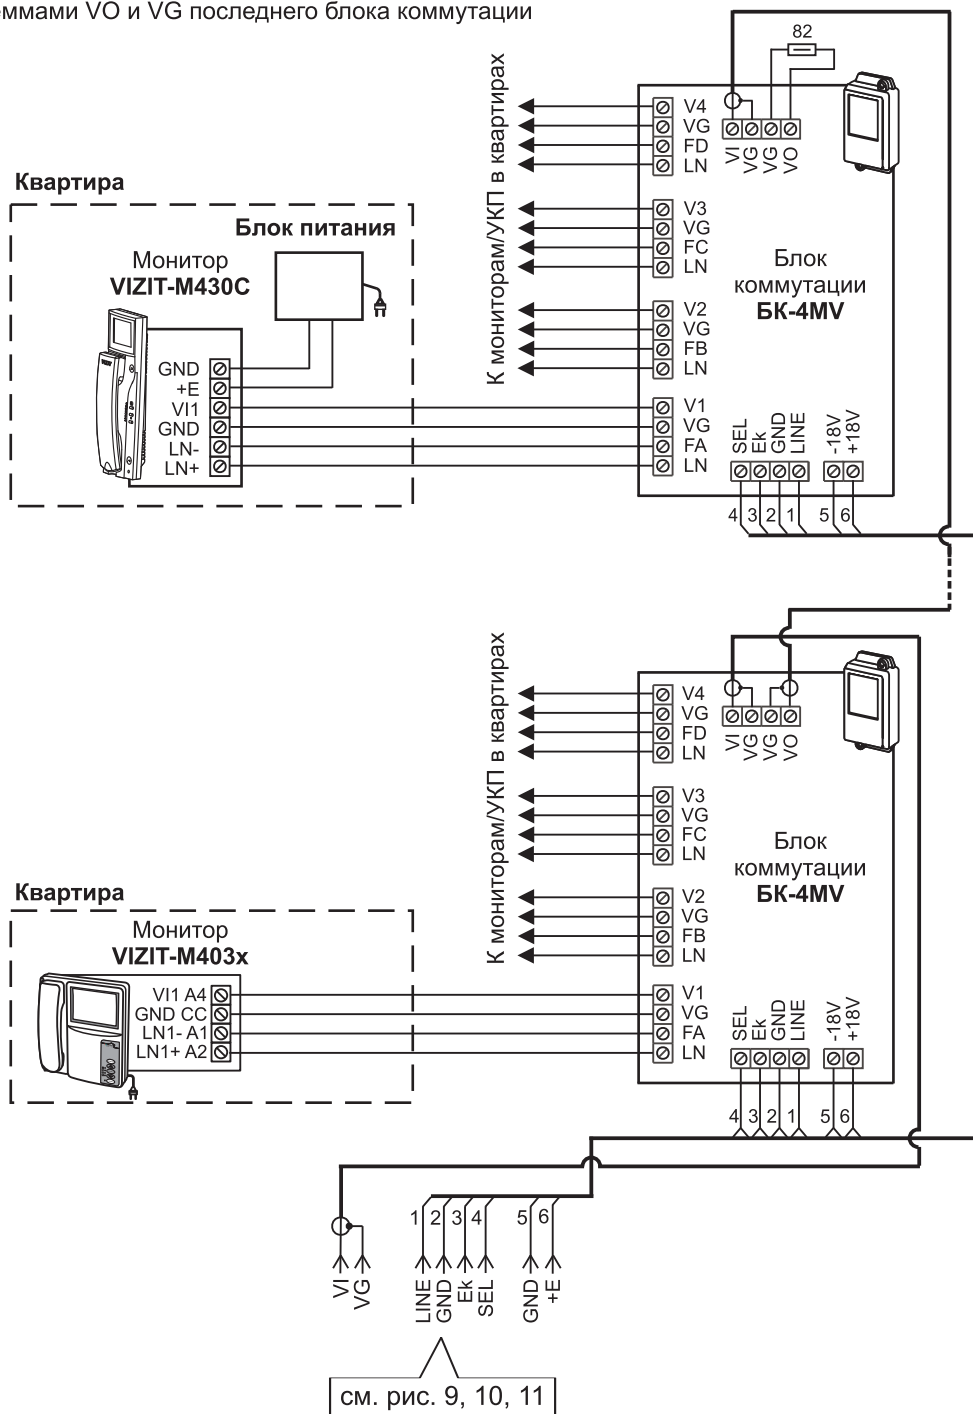 еммами VO и VG последнего блока коммутации
82
К мониторам/УКП в квартирах
V4
VG
FD
LN
VI
VG
VG
VO
V3
VG
FC
LN
Блок
коммутации
БК-4MV
V2
VG
FB
LN
V1
VG
FA
LN
SEL
Ek
GND
LINE
-18V
+18V
4
3
2
1
5
6
Квартира
Блок питания
Монитор
VIZIT-M430C
GND
+E
VI1
GND
LN-
LN+
К мониторам/УКП в квартирах
V4
VG
FD
LN
VI
VG
VG
VO
V3
VG
FC
LN
Блок
коммутации
БК-4MV
V2
VG
FB
LN
V1
VG
FA
LN
SEL
Ek
GND
LINE
-18V
+18V
4
3
2
1
5
6
Квартира
Монитор
VIZIT-M403x
VI1 A4
GND CC
LN1- A1
LN1+ A2
1
2
3
4
5
6
VI
VG
LINE
GND
Ek
SEL
GND
+E
см. рис. 9, 10, 11